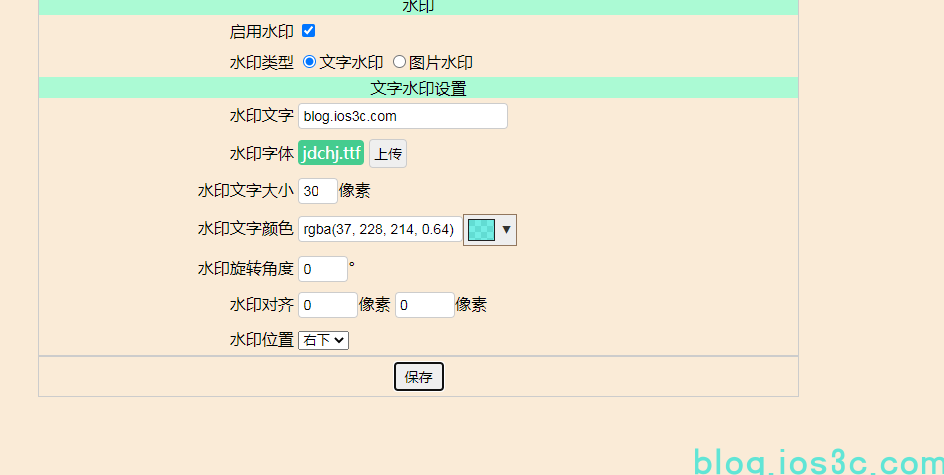 水印
启用水印
水印类型 文字水印 图片水印
文字水印设置
水印文字 blog.ios3c.com
水印字体 jdchj.ttf 上传
水印文字大小 30 像素
水印文字颜色 rgba(37, 228, 214, 0.64) ▼
水印旋转角度 0 °
水印对齐 0 像素 0 像素
水印位置 右下
保存
blog.ios3c.com